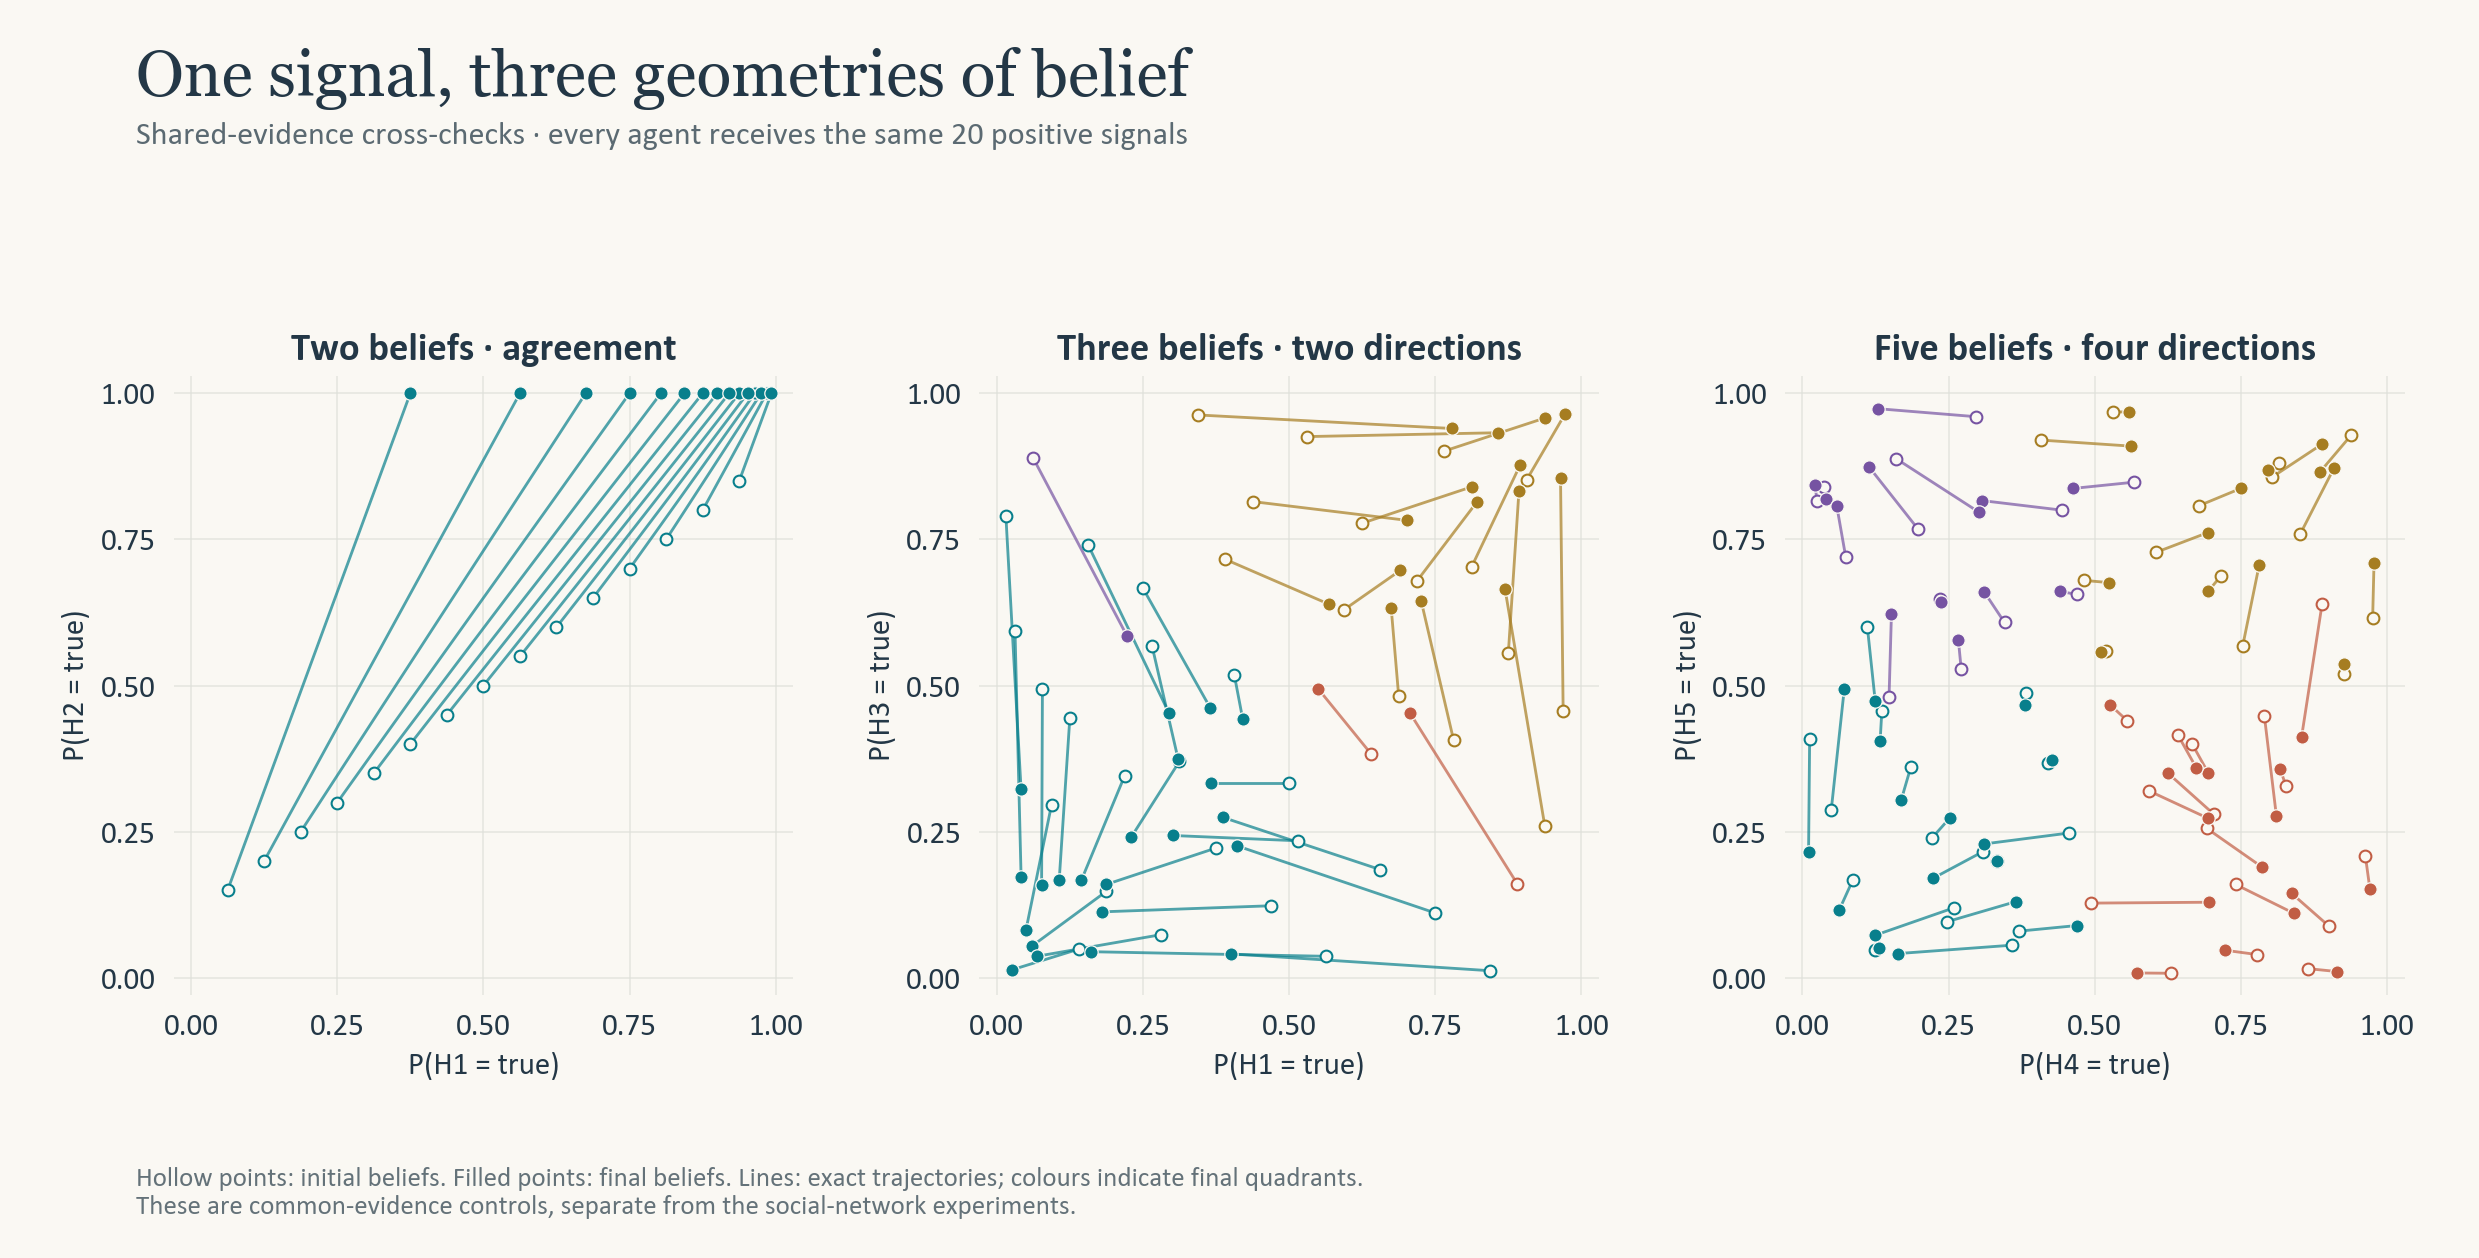 One signal, three geometries of belief
Shared-evidence cross-checks · every agent receives the same 20 positive signals
Two beliefs · agreement
1.00
0.75
0.50
0.25
0.00
P(H2 = true)
0.00 0.25 0.50 0.75 1.00
P(H1 = true)
Three beliefs · two directions
1.00
0.75
0.50
0.25
0.00
P(H3 = true)
0.00 0.25 0.50 0.75 1.00
P(H1 = true)
Five beliefs · four directions
1.00
0.75
0.50
0.25
0.00
P(H5 = true)
0.00 0.25 0.50 0.75 1.00
P(H4 = true)
Hollow points: initial beliefs. Filled points: final beliefs. Lines: exact trajectories; colours indicate final quadrants.
These are common-evidence controls, separate from the social-network experiments.